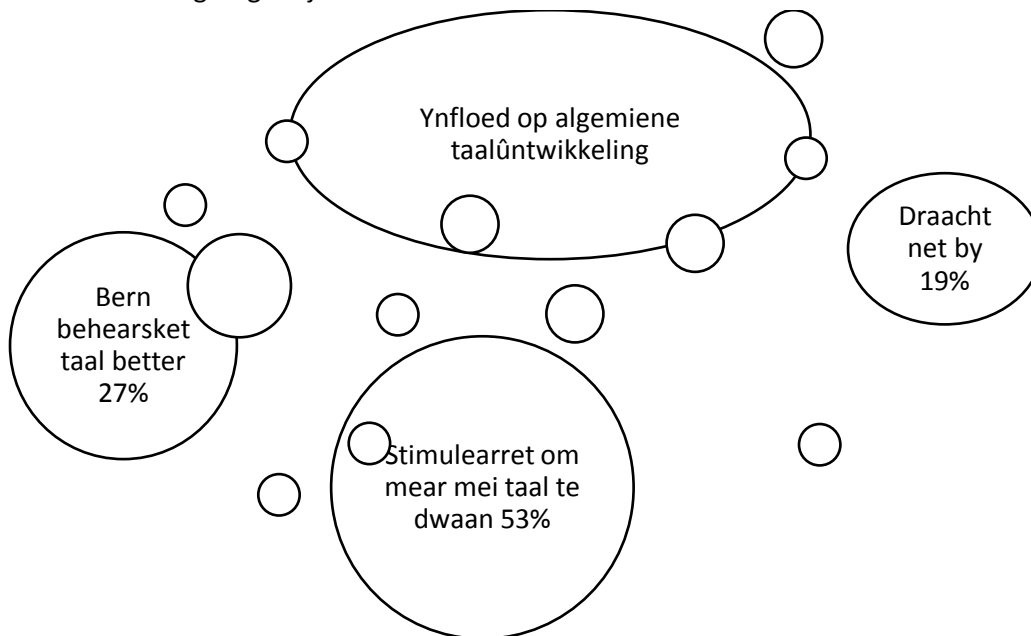 Ynfloed op algemiene
taalûntwikkeling
Draacht
net by
19%
Bern
behearsket
taal better
27%
Stimulearret om
mear mei taal te
dwaan 53%